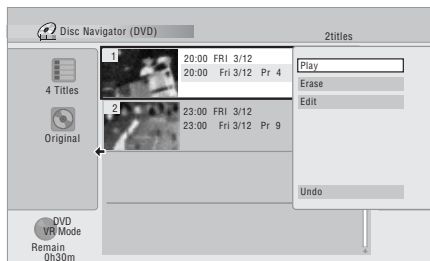 Disc Navigator (DVD)
2titles
4 Titles
Original
1
20:00 FRI 3/12
20:00 Fri 3/12 Pr 4
2
23:00 FRI 3/12
23:00 Fri 3/12 Pr 9
Play
Erase
Edit
Undo
DVD
VR Mode
Remain
0h30m